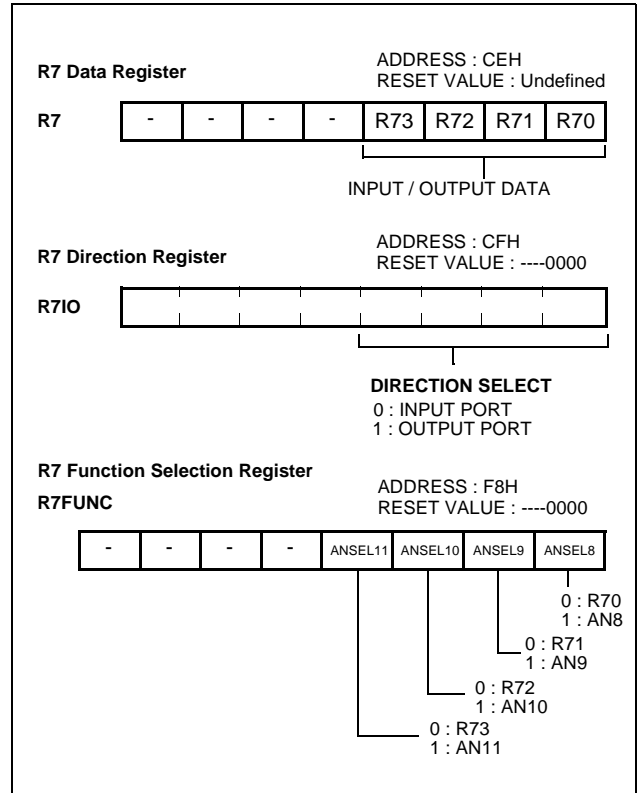 R7 Data Register
ADDRESS : CEH
RESET VALUE : Undefined
R7
- - - - R73 R72 R71 R70
INPUT / OUTPUT DATA
R7 Direction Register
ADDRESS : CFH
RESET VALUE : ----0000
R7IO
DIRECTION SELECT
0 : INPUT PORT
1 : OUTPUT PORT
R7 Function Selection Register
R7FUNC
ADDRESS : F8H
RESET VALUE : ----0000
- - - - ANSEL11 ANSEL10 ANSEL9 ANSEL8
0 : R70
1 : AN8
0 : R71
1 : AN9
0 : R72
1 : AN10
0 : R73
1 : AN11